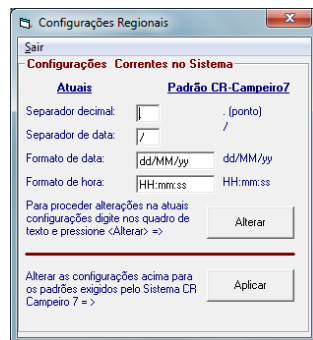 Configurações Regionais
Sair
Configurações Correntes no Sistema
Atuais Padrão CR-Campeiro7
Separador decimal: . . (ponto)
Separador de data: / /
Formato de data: dd/MM/yy dd/MM/yy
Formato de hora: HH:mm:ss HH:mm:ss
Para proceder alterações na atuais
configurações digite nos quadro de
texto e pressione <Alterar> =>
Alterar
Alterar as configurações acima para
os padrões exigidos pelo Sistema CR
Campeiro 7 = >
Aplicar